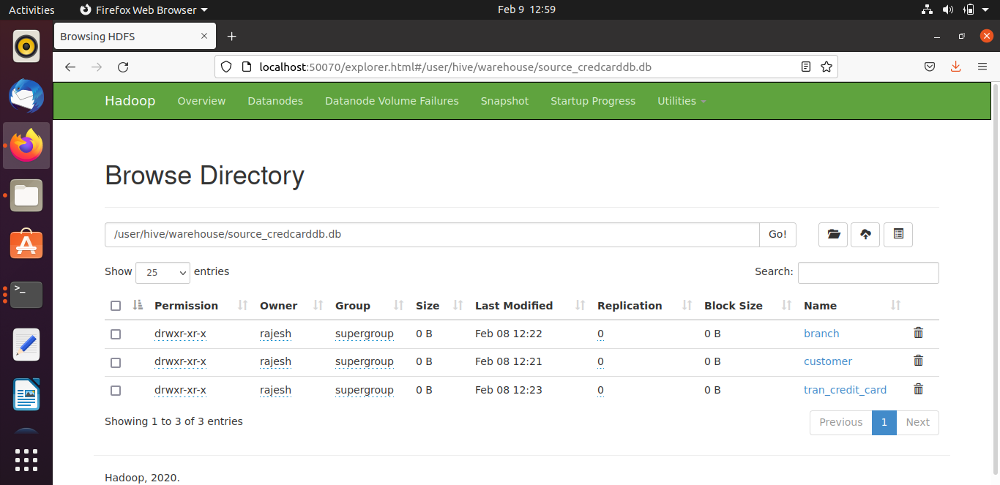 Activities Firefox Web Browser Feb 9 12:59
Browsing HDFS
localhost:50070/explorer.html#/user/hive/warehouse/source_credcarddb.db
Hadoop Overview Datanodes Datanode Volume Failures Snapshot Startup Progress Utilities
Browse Directory
/user/hive/warehouse/source_credcarddb.db Go!
Show 25 entries Search:
Permission Owner Group Size Last Modified Replication Block Size Name
drwxr-xr-x rajesh supergroup 0 B Feb 08 12:22 0 0 B branch
drwxr-xr-x rajesh supergroup 0 B Feb 08 12:21 0 0 B customer
drwxr-xr-x rajesh supergroup 0 B Feb 08 12:23 0 0 B tran_credit_card
Showing 1 to 3 of 3 entries Previous 1 Next
Hadoop, 2020.